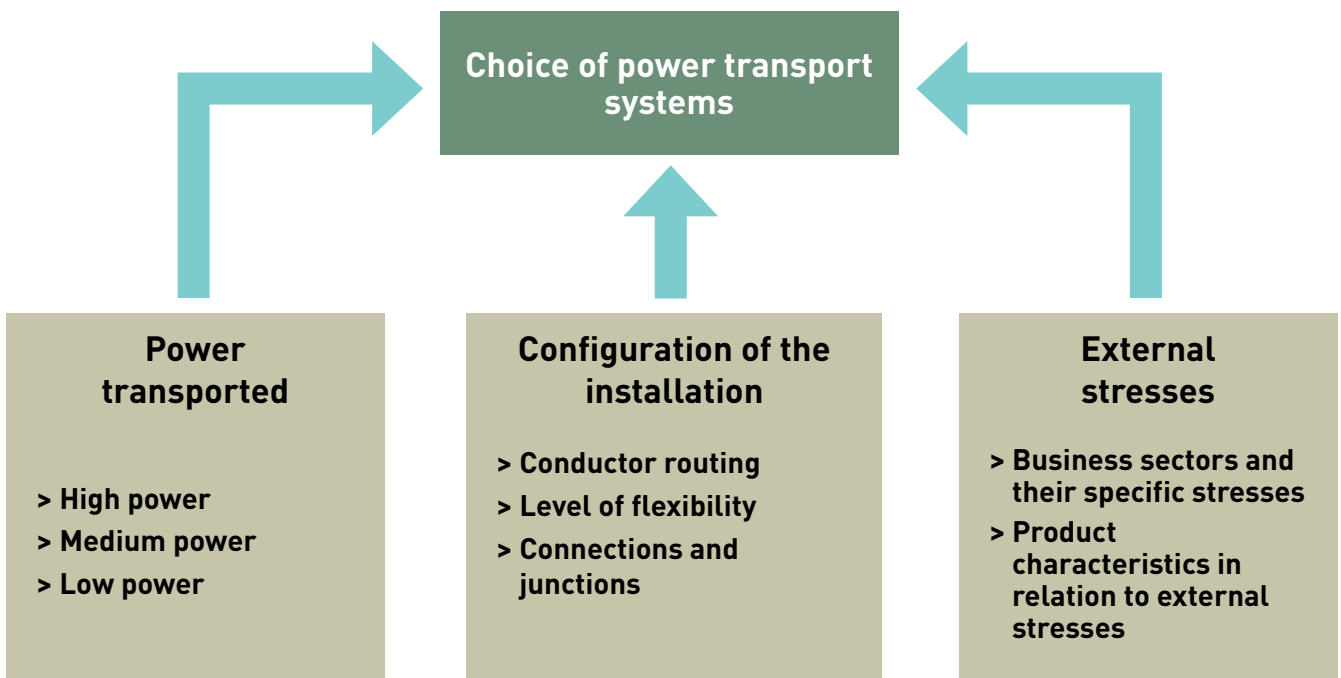 Choice of power transport
systems
Power
transported
> High power
> Medium power
> Low power
Configuration of the
installation
> Conductor routing
> Level of flexibility
> Connections and
junctions
External
stresses
> Business sectors and
their specific stresses
> Product
characteristics in
relation to external
stresses